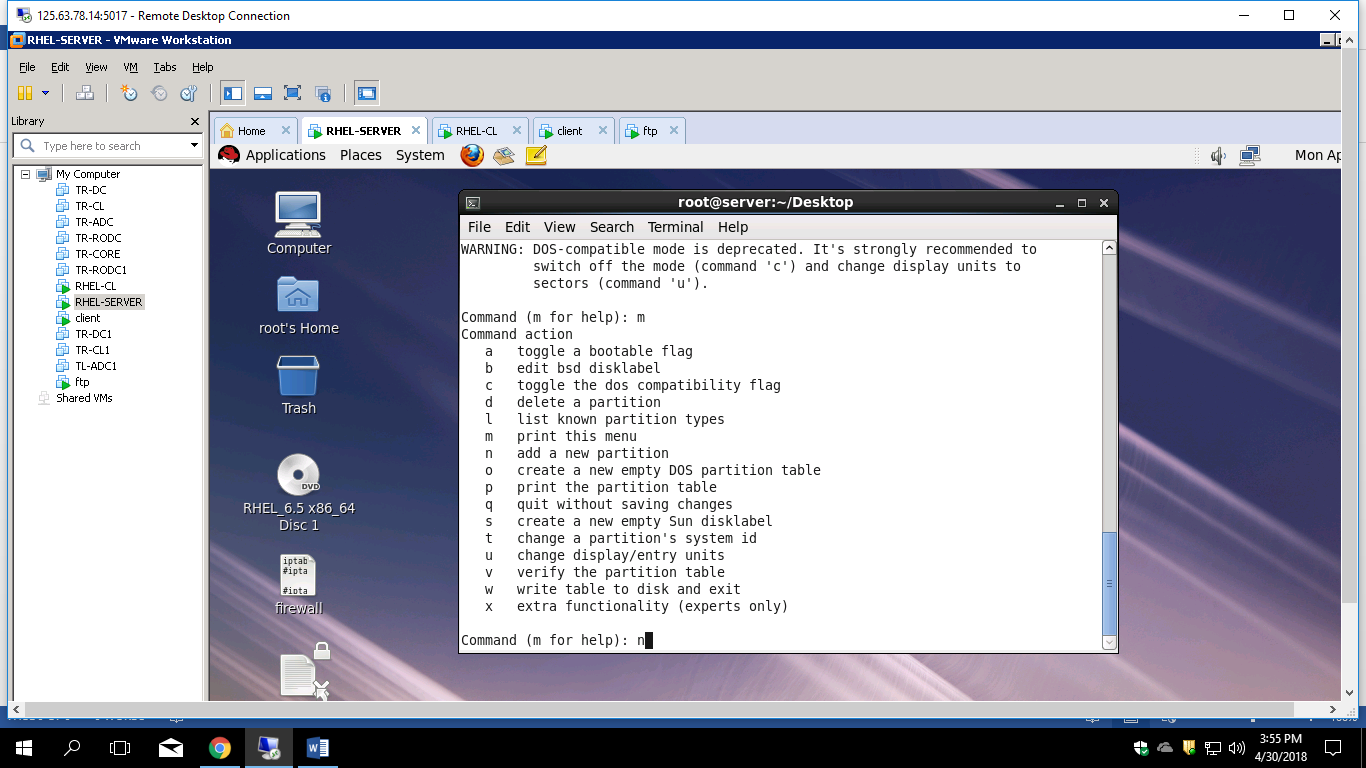 125.63.78.14:5017 - Remote Desktop Connection
RHEL-SERVER - VMware Workstation
File Edit View VM Tabs Help
Library
Type here to search
My Computer
TR-DC
TR-CL
TR-ADC
TR-RODC
TR-CORE
TR-RODC1
RHEL-CL
RHEL-SERVER
client
TR-DC1
TR-CL1
TL-ADC1
ftp
Shared VMs
Home RHEL-SERVER RHEL-CL client ftp
Applications Places System Mon Ap
Computer
root's Home
Trash
DVD
RHEL_6.5 x86_64
Disc 1
iptab
#ipta
#ipta
firewall
root@server:~/Desktop
File Edit View Search Terminal Help
WARNING: DOS-compatible mode is deprecated. It's strongly recommended to
switch off the mode (command 'c') and change display units to
sectors (command 'u').
Command (m for help): m
Command action
a toggle a bootable flag
b edit bsd disklabel
c toggle the dos compatibility flag
d delete a partition
l list known partition types
m print this menu
n add a new partition
o create a new empty DOS partition table
p print the partition table
q quit without saving changes
s create a new empty Sun disklabel
t change a partition's system id
u change display/entry units
v verify the partition table
w write table to disk and exit
x extra functionality (experts only)
Command (m for help): n
3:55 PM
4/30/2018